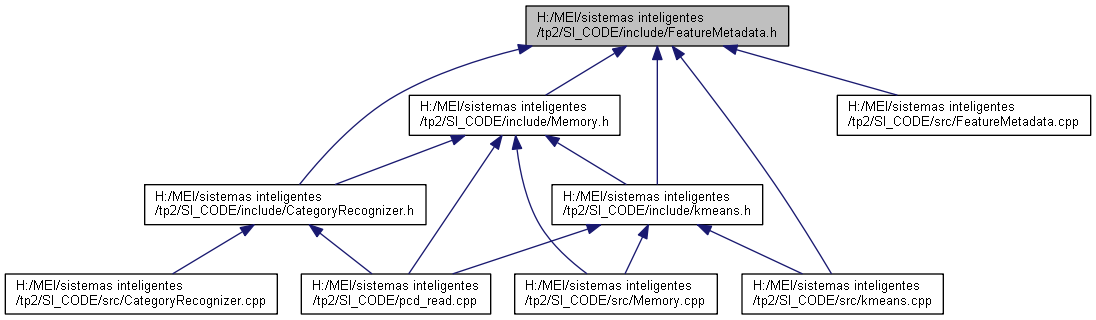 H:/MEI/sistemas inteligentes
/tp2/SI_CODE/include/FeatureMetadata.h
H:/MEI/sistemas inteligentes
/tp2/SI_CODE/include/Memory.h
H:/MEI/sistemas inteligentes
/tp2/SI_CODE/src/FeatureMetadata.cpp
H:/MEI/sistemas inteligentes
/tp2/SI_CODE/include/CategoryRecognizer.h
H:/MEI/sistemas inteligentes
/tp2/SI_CODE/include/kmeans.h
H:/MEI/sistemas inteligentes
/tp2/SI_CODE/src/CategoryRecognizer.cpp
H:/MEI/sistemas inteligentes
/tp2/SI_CODE/pcd_read.cpp
H:/MEI/sistemas inteligentes
/tp2/SI_CODE/src/Memory.cpp
H:/MEI/sistemas inteligentes
/tp2/SI_CODE/src/kmeans.cpp